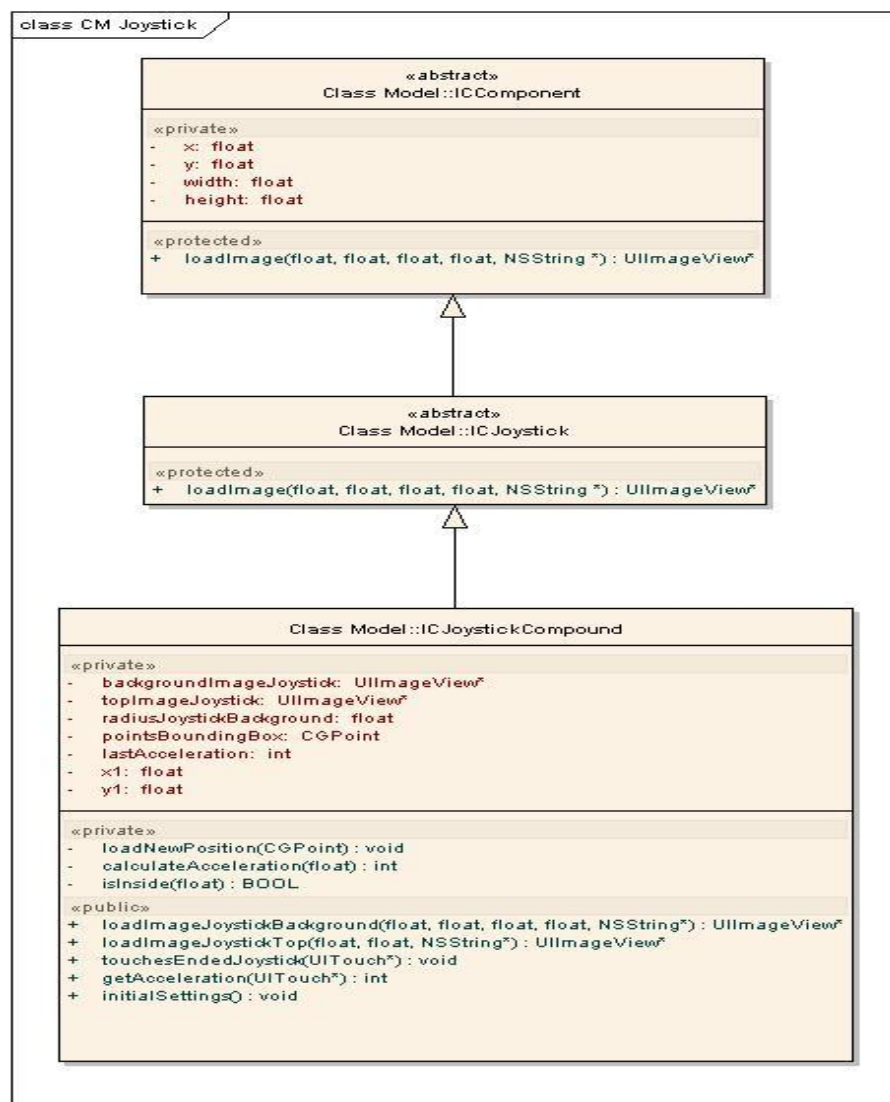 class CM Joystick
«abstract»
Class Model::ICComponent
«private»
- x: float
- y: float
- width: float
- height: float
«protected»
+ loadImage(float, float, float, float, NSString *) : UIImageView*
«abstract»
Class Model::ICJoystick
«protected»
+ loadImage(float, float, float, float, NSString *) : UIImageView*
Class Model::ICJoystickCompound
«private»
- backgroundImageJoystick: UIImageView*
- topImageJoystick: UIImageView*
- radiusJoystickBackground: float
- pointsBoundingBox: CGPoint
- lastAcceleration: int
- x1: float
- y1: float
«private»
- loadNewPosition(CGPoint) : void
- calculateAcceleration(float) : int
- isInside(float) : BOOL
«public»
+ loadImageJoystickBackground(float, float, float, float, NSString*) : UIImageView*
+ loadImageJoystickTop(float, float, NSString*) : UIImageView*
+ touchesEndedJoystick(UITouch*) : void
+ getAcceleration(UITouch*) : int
+ initialSettings() : void